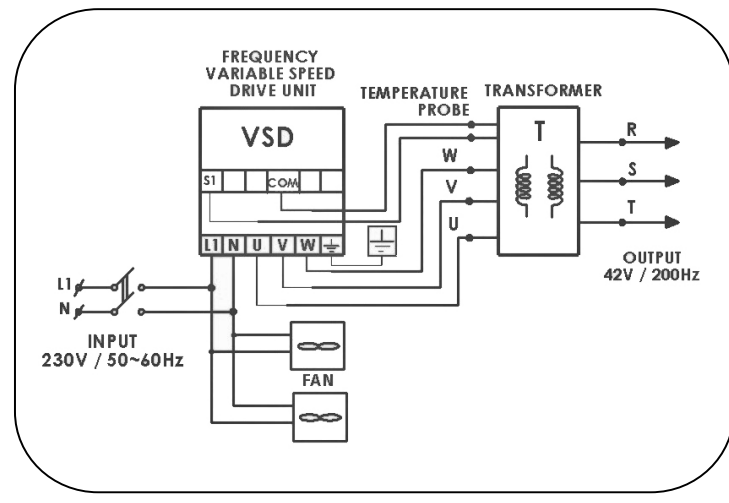 FREQUENCY
VARIABLE SPEED
DRIVE UNIT
TEMPERATURE
PROBE
TRANSFORMER
VSD
T
R
S1
COM
W
S
V
T
U
L1 N U V W
OUTPUT
42V / 200Hz
L1
N
INPUT
230V / 50~60Hz
FAN